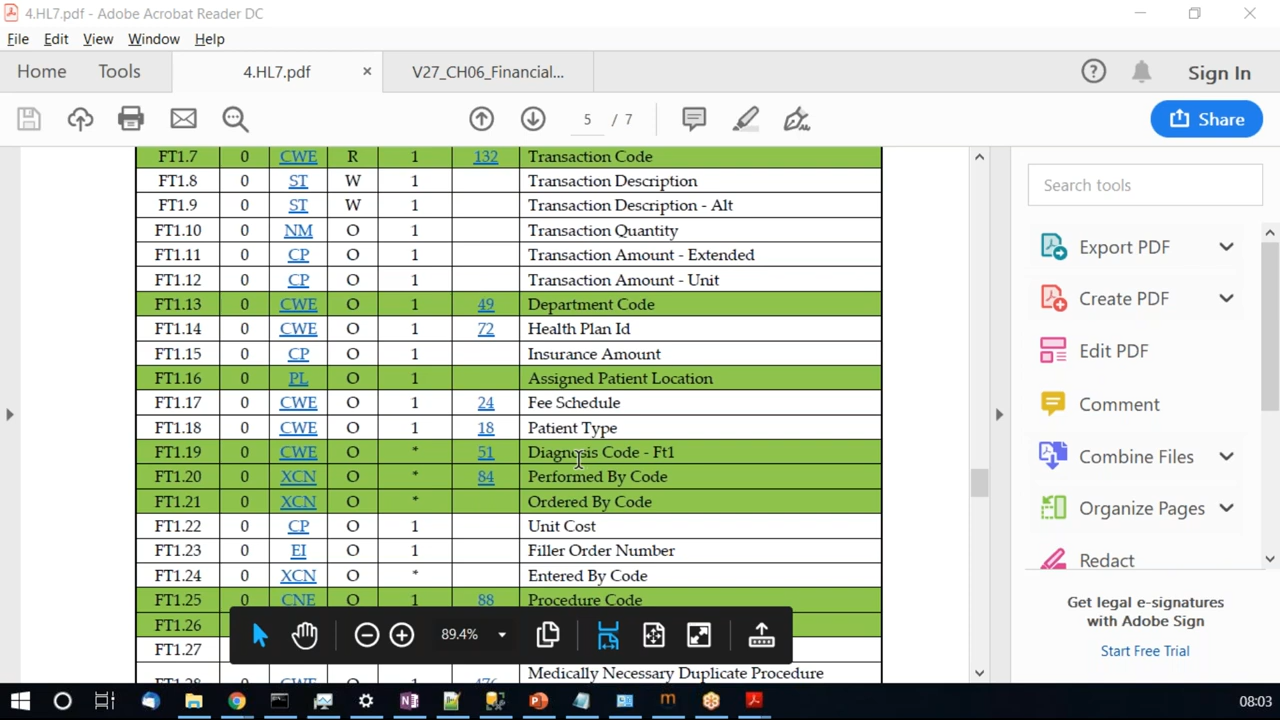 4.HL7.pdf - Adobe Acrobat Reader DC
File Edit View Window Help
Home Tools 4.HL7.pdf × V27_CH06_Financial... ? Sign In
5 / 7 Share
FT1.7 0 CWE R 1 132 Transaction Code
FT1.8 0 ST W 1 Transaction Description
FT1.9 0 ST W 1 Transaction Description - Alt
FT1.10 0 NM O 1 Transaction Quantity
FT1.11 0 CP O 1 Transaction Amount - Extended
FT1.12 0 CP O 1 Transaction Amount - Unit
FT1.13 0 CWE O 1 49 Department Code
FT1.14 0 CWE O 1 72 Health Plan Id
FT1.15 0 CP O 1 Insurance Amount
FT1.16 0 PL O 1 Assigned Patient Location
FT1.17 0 CWE O 1 24 Fee Schedule
FT1.18 0 CWE O 1 18 Patient Type
FT1.19 0 CWE O * 51 Diagnosis Code - Ft1
FT1.20 0 XCN O * 84 Performed By Code
FT1.21 0 XCN O * Ordered By Code
FT1.22 0 CP O 1 Unit Cost
FT1.23 0 EI O 1 Filler Order Number
FT1.24 0 XCN O * Entered By Code
FT1.25 0 CNE O 1 88 Procedure Code
FT1.26
FT1.27
Medically Necessary Duplicate Procedure
FT1.28 0 CWE O 1 476
89.4%
Search tools
Export PDF
Create PDF
Edit PDF
Comment
Combine Files
Organize Pages
Redact
Get legal e-signatures
with Adobe Sign
Start Free Trial
08:03